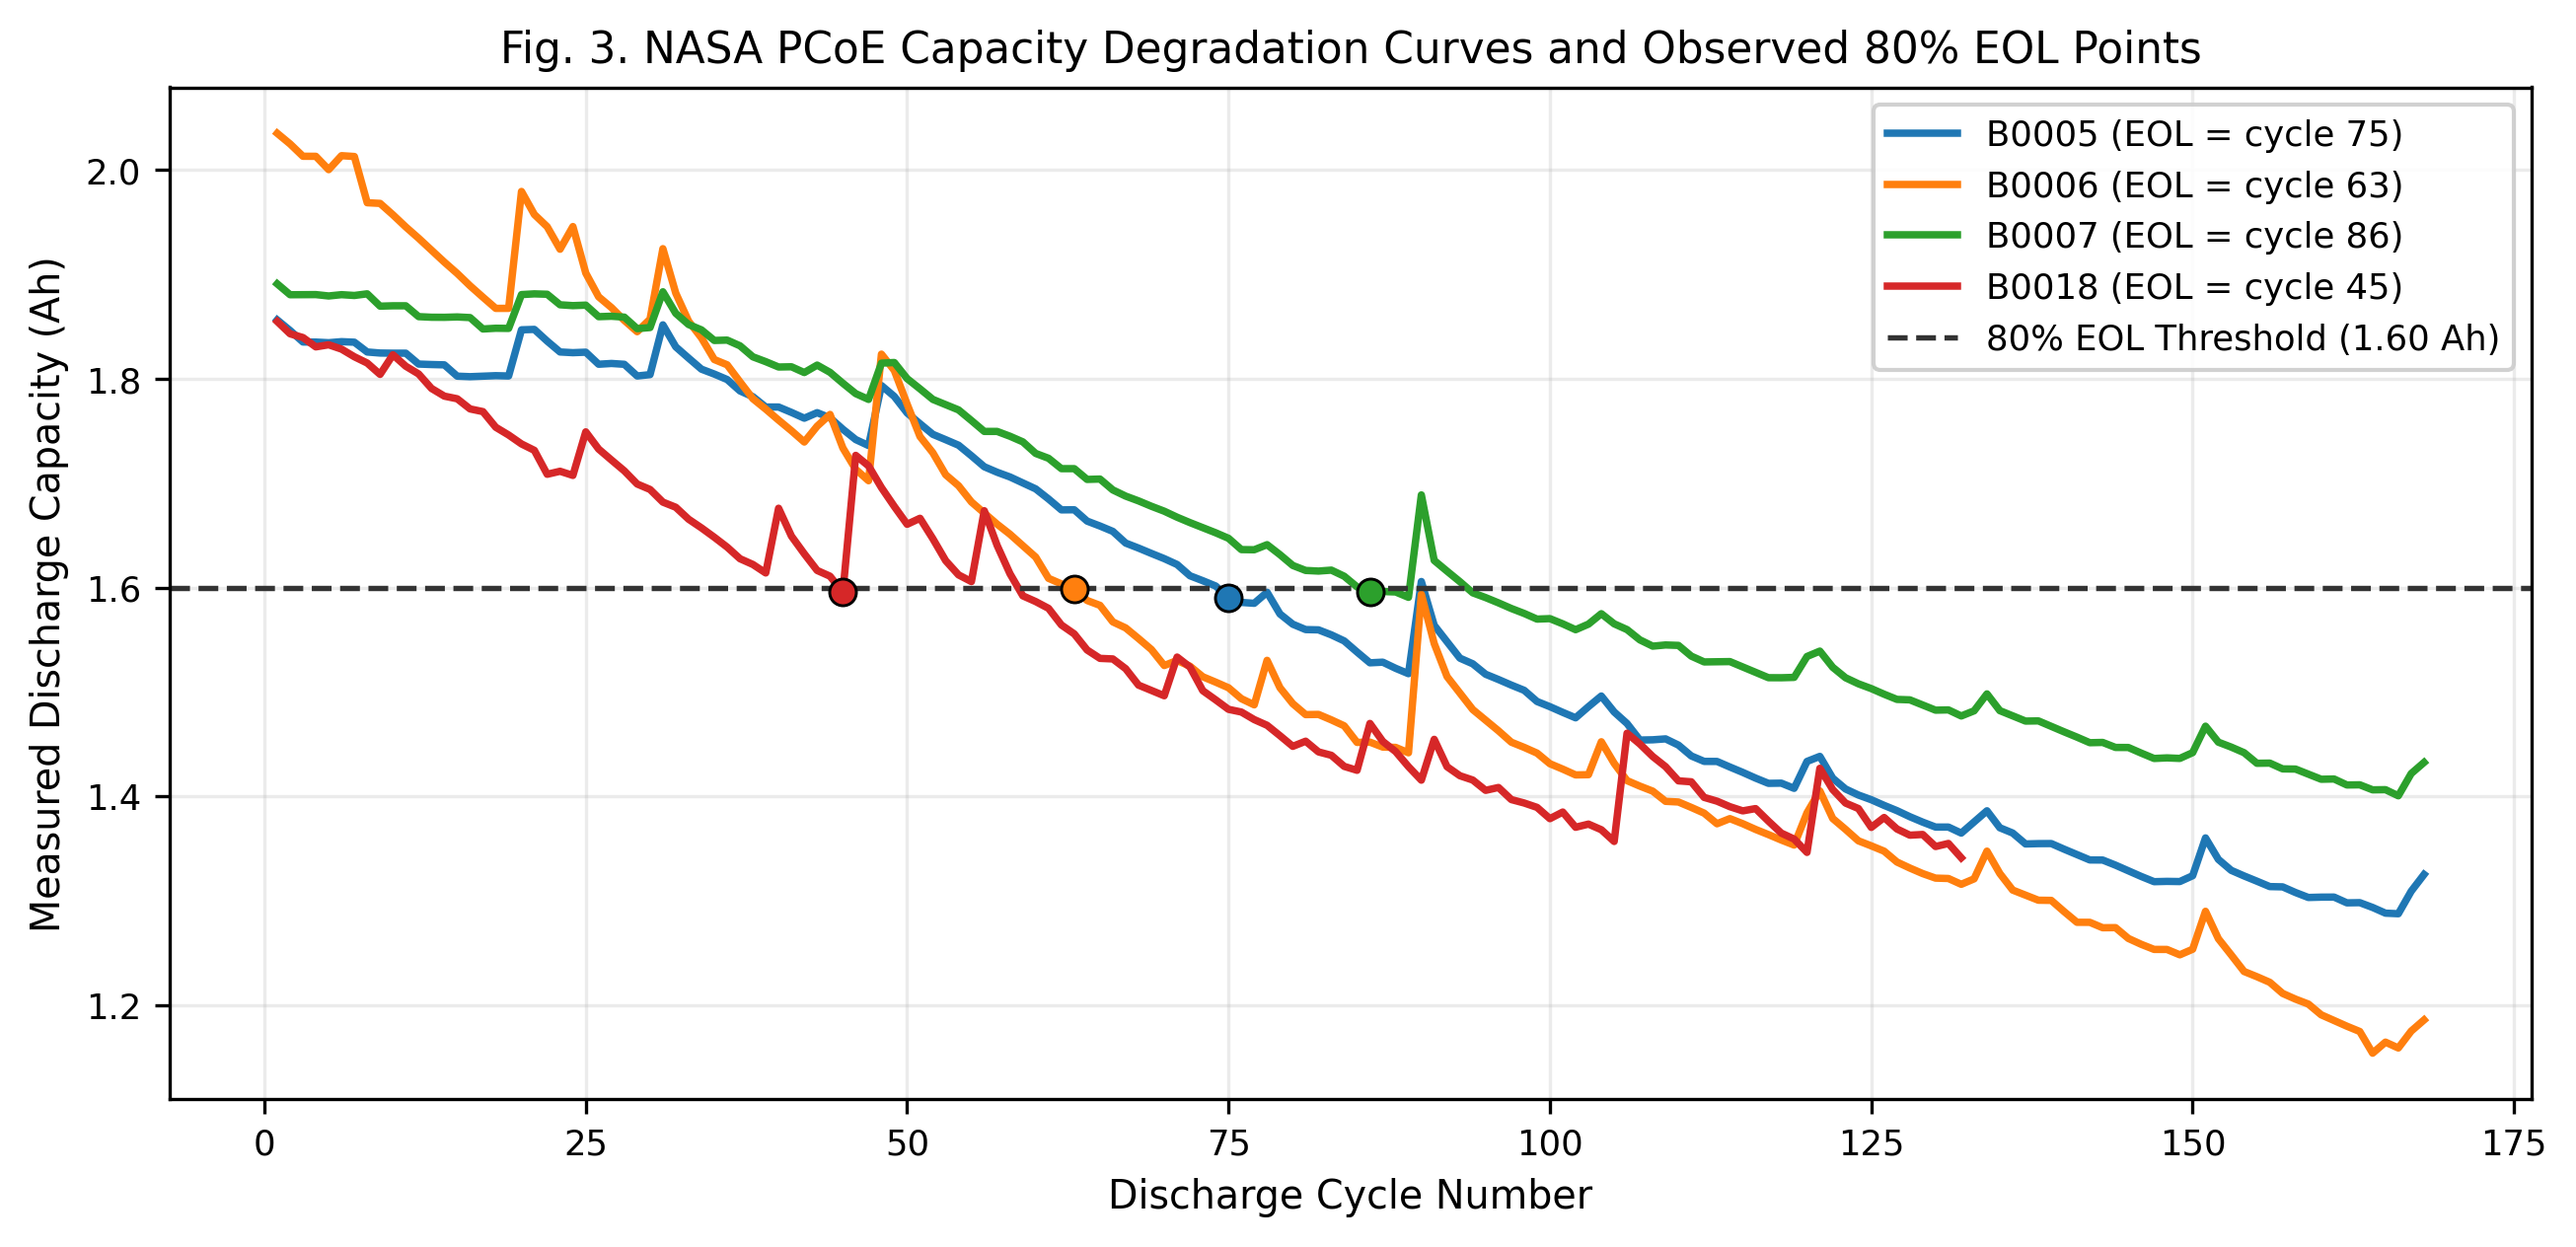 Fig. 3. NASA PCoE Capacity Degradation Curves and Observed 80% EOL Points
Measured Discharge Capacity (Ah)
2.0
1.8
1.6
1.4
1.2
B0005 (EOL = cycle 75)
B0006 (EOL = cycle 63)
B0007 (EOL = cycle 86)
B0018 (EOL = cycle 45)
80% EOL Threshold (1.60 Ah)
0 25 50 75 100 125 150 175
Discharge Cycle Number